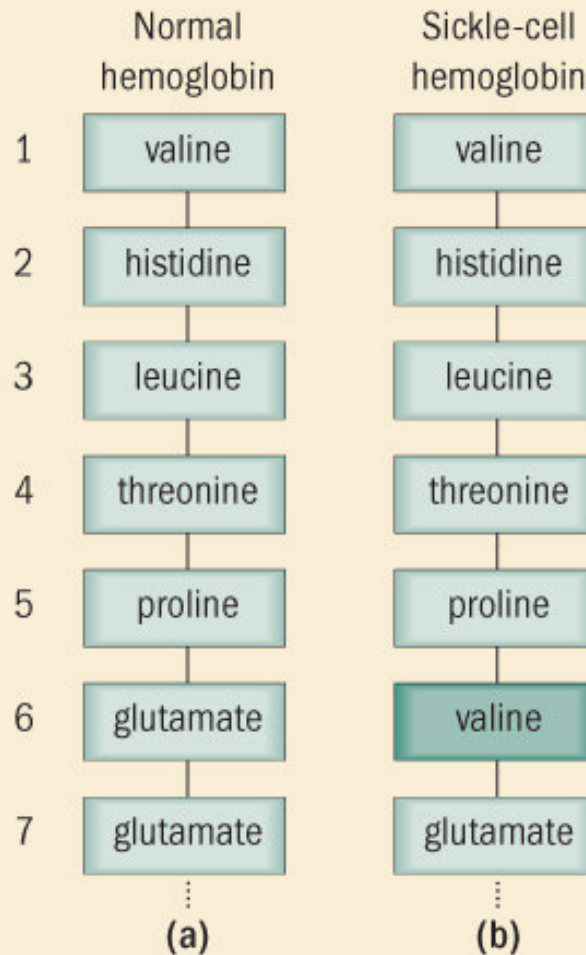 Normal
hemoglobin
Sickle-cell
hemoglobin
1 valine valine
2 histidine histidine
3 leucine leucine
4 threonine threonine
5 proline proline
6 glutamate valine
7 glutamate glutamate
(a) (b)